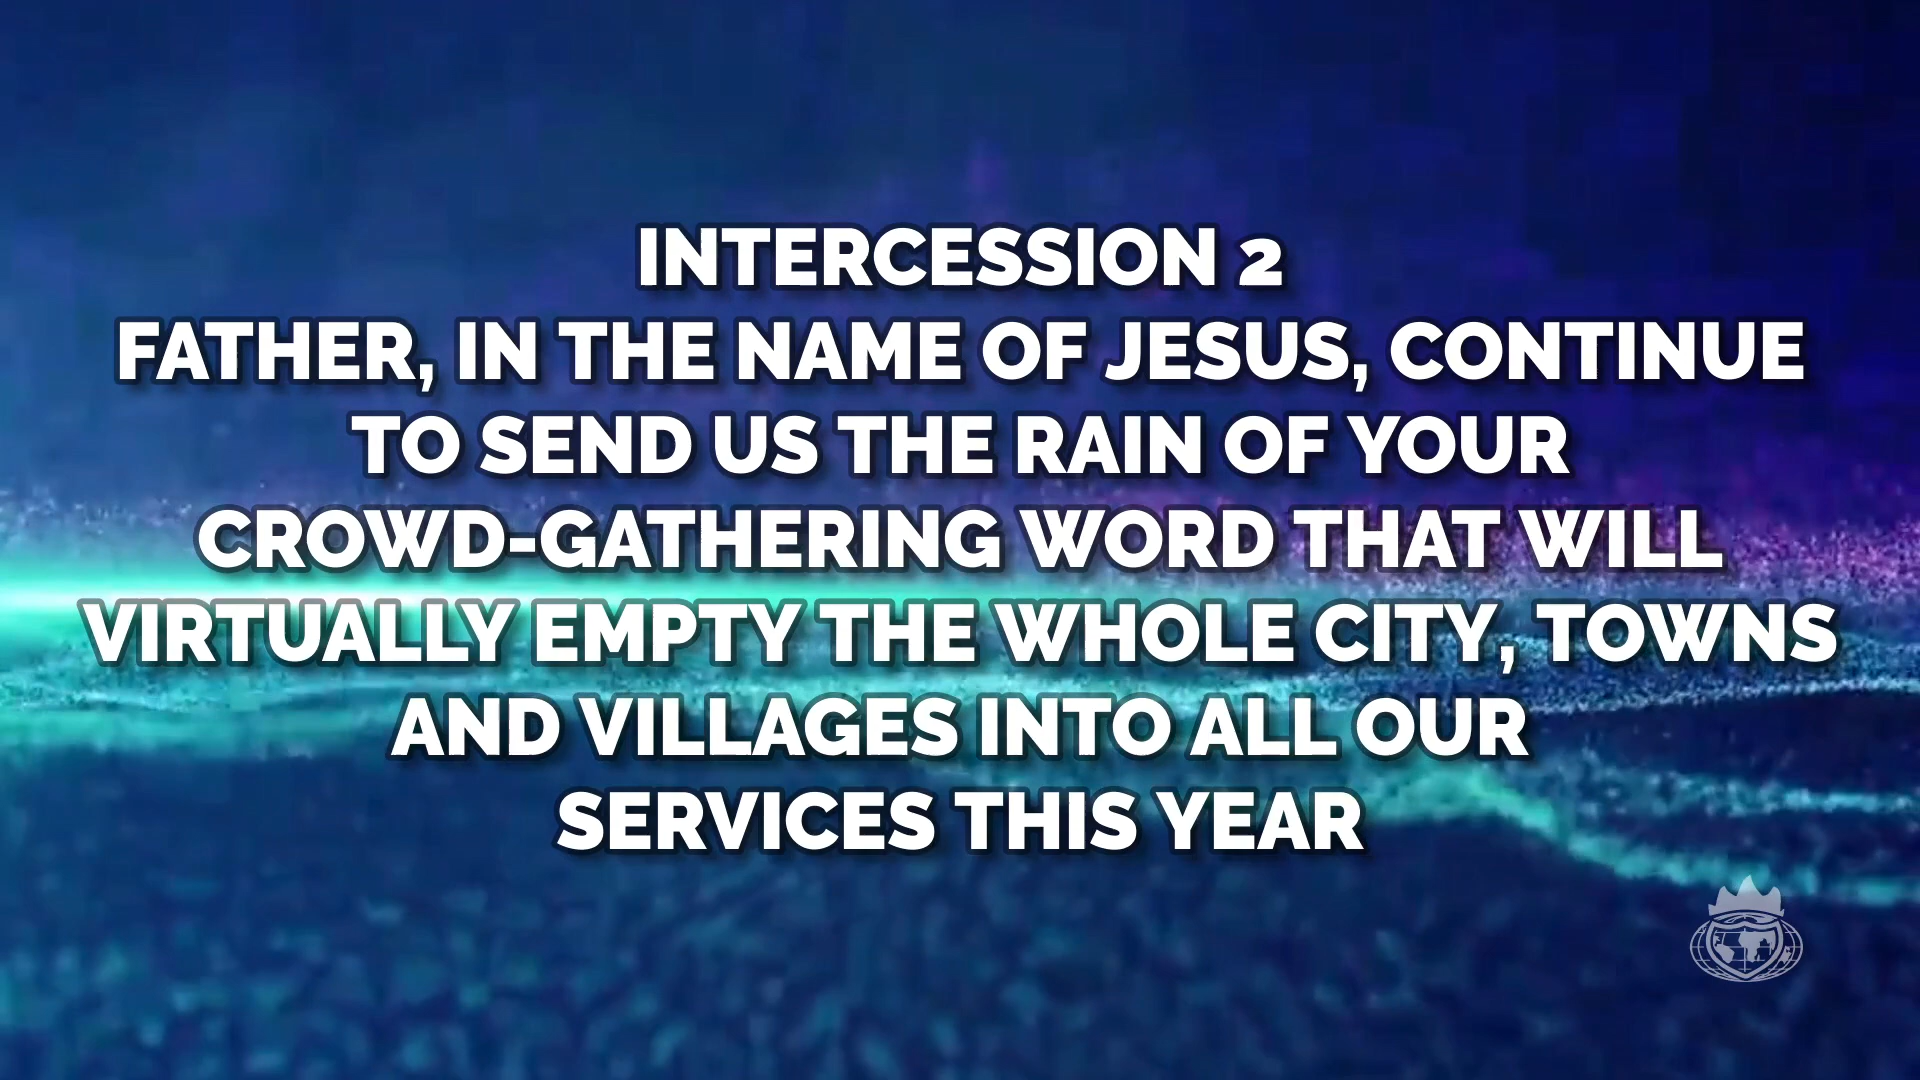 INTERCESSION 2
FATHER, IN THE NAME OF JESUS, CONTINUE
TO SEND US THE RAIN OF YOUR
CROWD-GATHERING WORD THAT WILL
VIRTUALLY EMPTY THE WHOLE CITY, TOWNS
AND VILLAGES INTO ALL OUR
SERVICES THIS YEAR